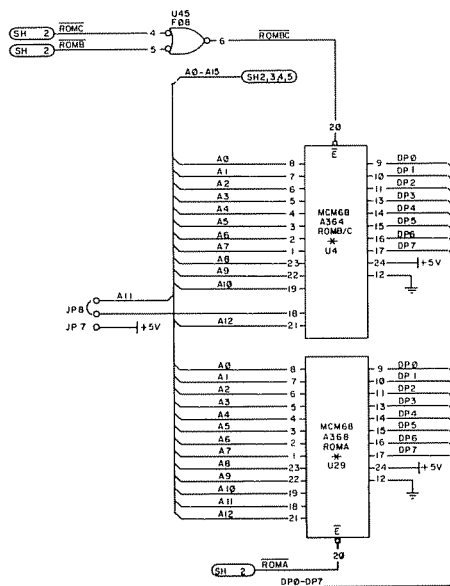 U45
F08
SH 2 ROMC 4
SH 2 ROMB 5
6 ROMBC
A0-A15 SH2,3,4,5
20
E
A0 8 9 DP0
A1 7 10 DP1
A2 6 11 DP2
A3 5 13 DP3
A4 4 14 DP4
A5 3 15 DP5
A6 2 16 DP6
A7 1 17 DP7
A8 23 24 +5V
A9 22 12
A10 19
MCM68
A364
ROMB/C
*
U4
JP8 A11 18
JP7 +5V
A12 21
A0 8 9 DP0
A1 7 10 DP1
A2 6 11 DP2
A3 5 13 DP3
A4 4 14 DP4
A5 3 15 DP5
A6 2 16 DP6
A7 1 17 DP7
A8 23 24 +5V
A9 22 12
A10 19
A11 18
A12 21
MCM68
A368
ROMA
*
U29
E
20
SH 2 ROMA
DP0-DP7